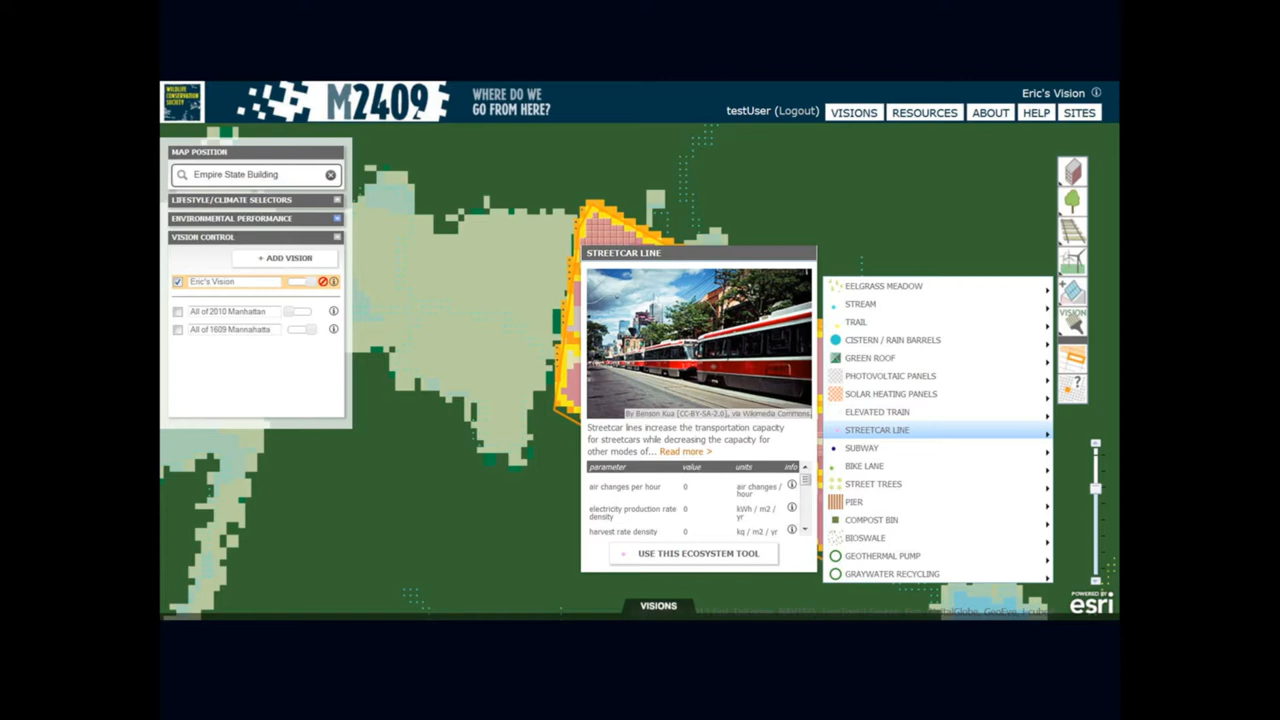 WILDLIFE
CONSERVATION
SOCIETY
M2409
WHERE DO WE
GO FROM HERE?
Eric's Vision
testUser (Logout)
VISIONS
RESOURCES
ABOUT
HELP
SITES
MAP POSITION
Empire State Building
LIFESTYLE/CLIMATE SELECTORS
ENVIRONMENTAL PERFORMANCE
VISION CONTROL
+ ADD VISION
Eric's Vision
All of 2010 Manhattan
All of 1609 Mannahatta
STREETCAR LINE
By Benson Kua [CC-BY-SA-2.0], via Wikimedia Commons.
Streetcar lines increase the transportation capacity
for streetcars while decreasing the capacity for
other modes of... Read more >
parameter value units info
air changes per hour 0 air changes /
hour
electricity production rate 0 kWh / m2 /
density yr
harvest rate density 0 kg / m2 / yr
+ USE THIS ECOSYSTEM TOOL
EELGRASS MEADOW
STREAM
TRAIL
CISTERN / RAIN BARRELS
GREEN ROOF
PHOTOVOLTAIC PANELS
SOLAR HEATING PANELS
ELEVATED TRAIN
STREETCAR LINE
SUBWAY
BIKE LANE
STREET TREES
PIER
COMPOST BIN
BIOSWALE
GEOTHERMAL PUMP
GRAYWATER RECYCLING
VISION
?
VISIONS
POWERED BY
esri